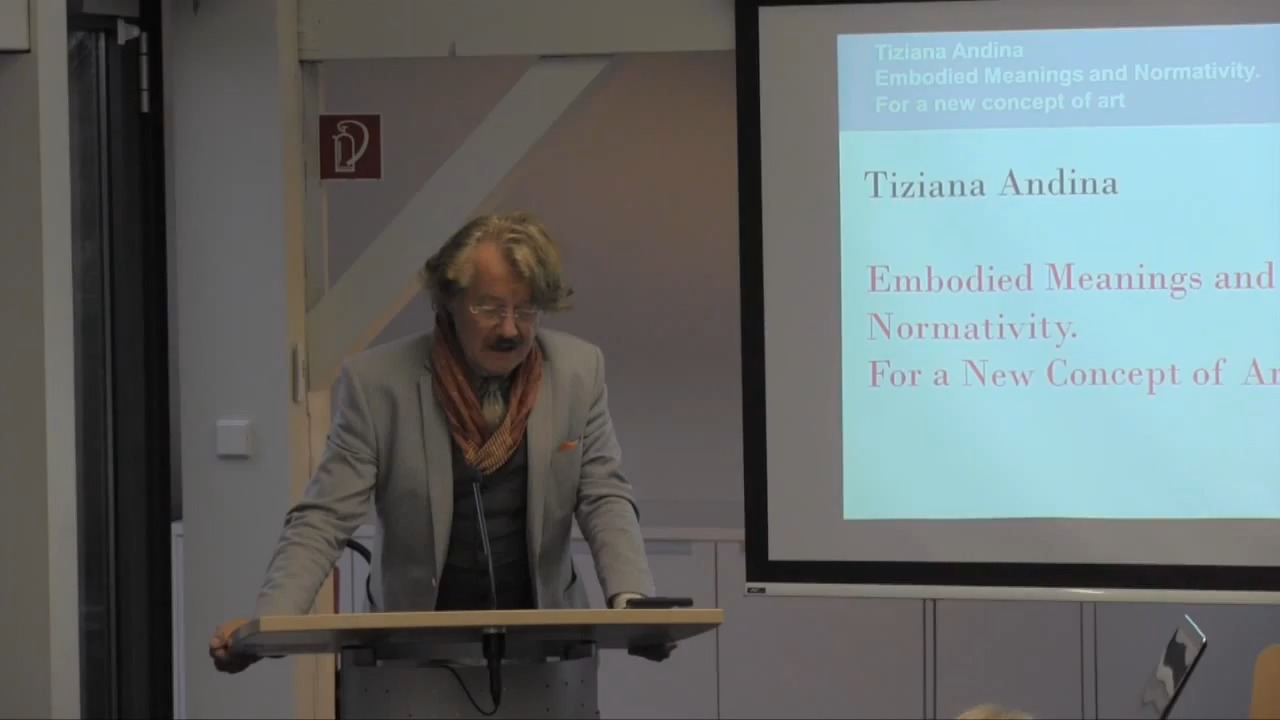 Tiziana Andina
Embodied Meanings and Normativity.
For a new concept of art
Tiziana Andina
Embodied Meanings and
Normativity.
For a New Concept of Ar